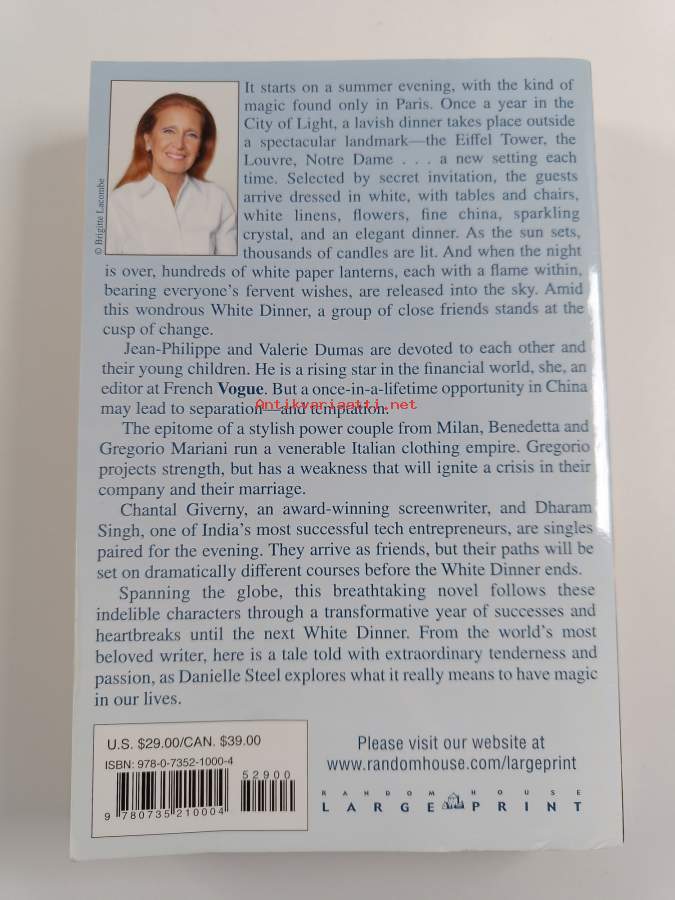 It starts on a summer evening, with the kind of
magic found only in Paris. Once a year in the
City of Light, a lavish dinner takes place outside
a spectacular landmark—the Eiffel Tower, the
Louvre, Notre Dame . . . a new setting each
time. Selected by secret invitation, the guests
arrive dressed in white, with tables and chairs,
white linens, flowers, fine china, sparkling
crystal, and an elegant dinner. As the sun sets,
thousands of candles are lit. And when the night
is over, hundreds of white paper lanterns, each with a flame within,
bearing everyone's fervent wishes, are released into the sky. Amid
this wondrous White Dinner, a group of close friends stands at the
cusp of change.
© Brigitte Lacombe
Jean-Philippe and Valerie Dumas are devoted to each other and
their young children. He is a rising star in the financial world, she, an
editor at French Vogue. But a once-in-a-lifetime opportunity in China
may lead to separation—and temptation.
Antikvariaatti.net
The epitome of a stylish power couple from Milan, Benedetta and
Gregorio Mariani run a venerable Italian clothing empire. Gregorio
projects strength, but has a weakness that will ignite a crisis in their
company and their marriage.
Chantal Giverny, an award-winning screenwriter, and Dharam
Singh, one of India's most successful tech entrepreneurs, are singles
paired for the evening. They arrive as friends, but their paths will be
set on dramatically different courses before the White Dinner ends.
Spanning the globe, this breathtaking novel follows these
indelible characters through a transformative year of successes and
heartbreaks until the next White Dinner. From the world's most
beloved writer, here is a tale told with extraordinary tenderness and
passion, as Danielle Steel explores what it really means to have magic
in our lives.
U.S. $29.00/CAN. $39.00
ISBN: 978-0-7352-1000-4
52900
9 780735 210004
Please visit our website at
www.randomhouse.com/largeprint
RANDOM HOUSE
LARGE PRINT